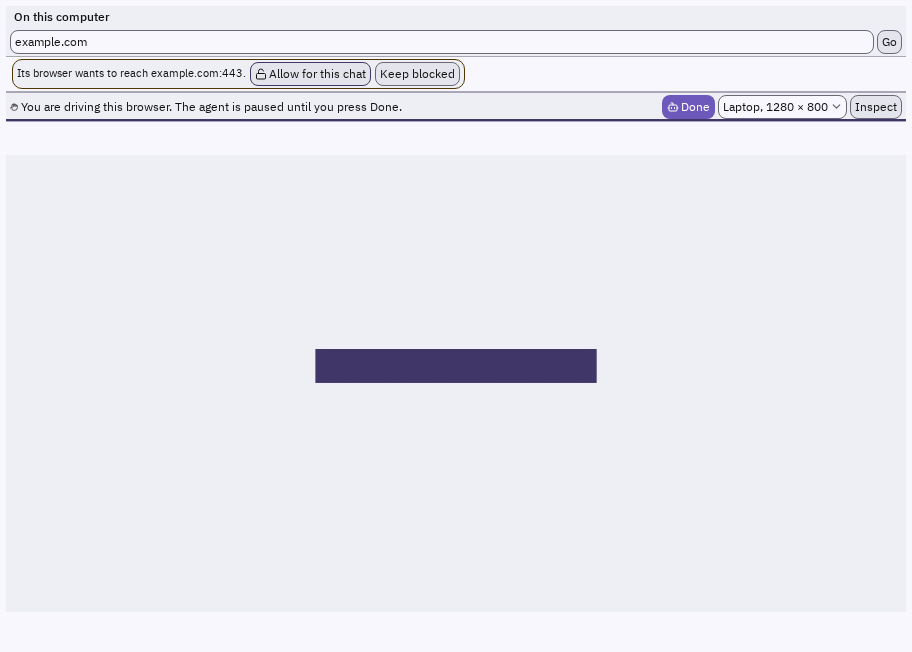 On this computer
example.com Go
Its browser wants to reach example.com:443. Allow for this chat Keep blocked
You are driving this browser. The agent is paused until you press Done. Done Laptop, 1280 × 800 Inspect